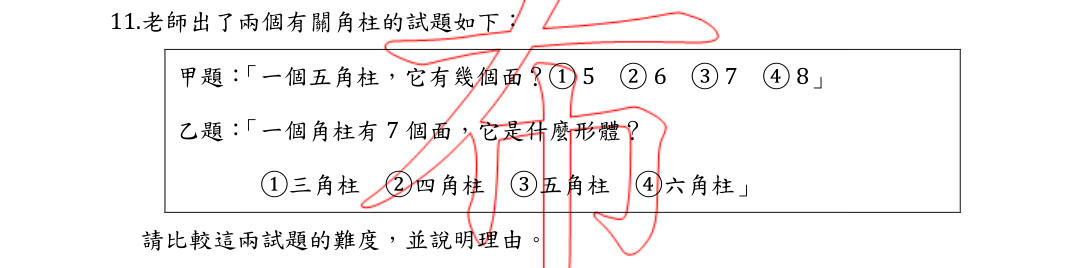 11.老師出了兩個有關角柱的試題如下：
甲題：「一個五角柱，它有幾個面？①5　②6　③7　④8」
乙題：「一個角柱有 7 個面，它是什麼形體？
①三角柱　②四角柱　③五角柱　④六角柱」
請比較這兩試題的難度，並說明理由。
布